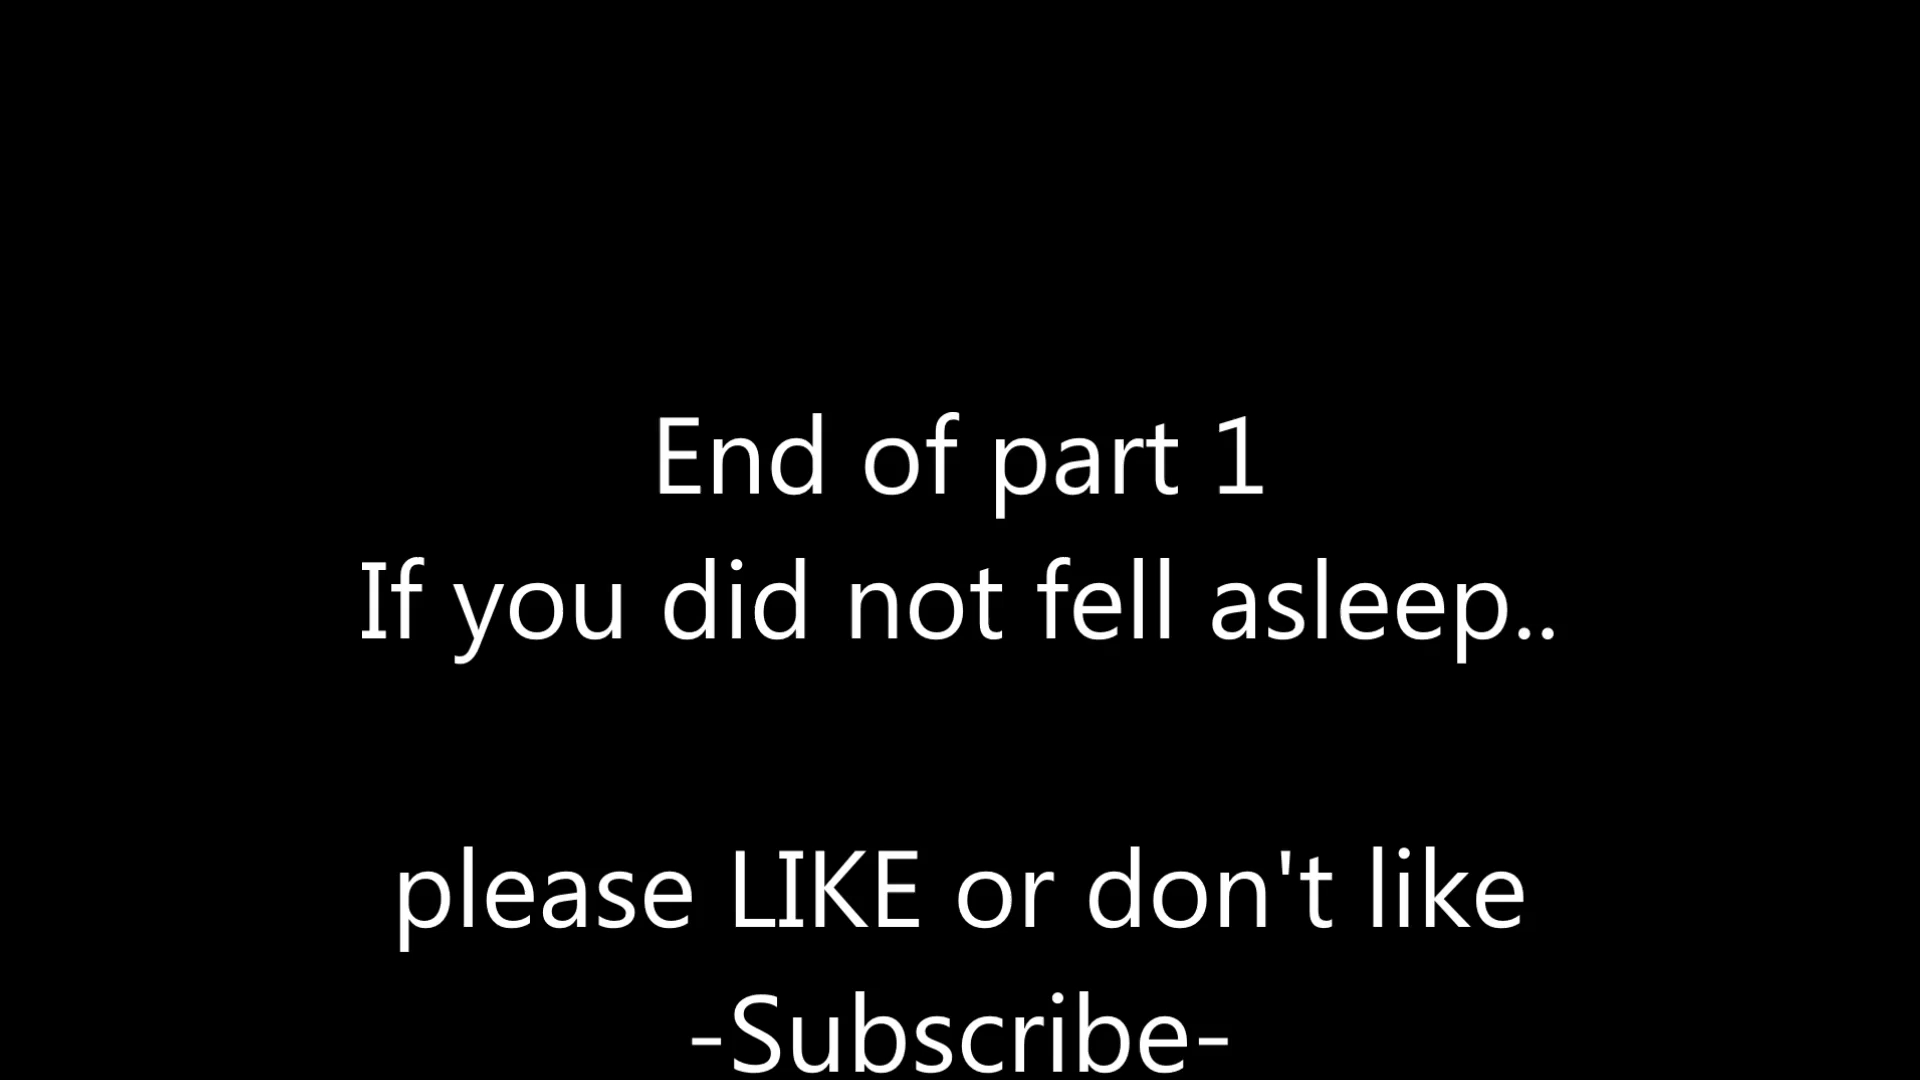 End of part 1
If you did not fell asleep..
please LIKE or don't like
-Subscribe-